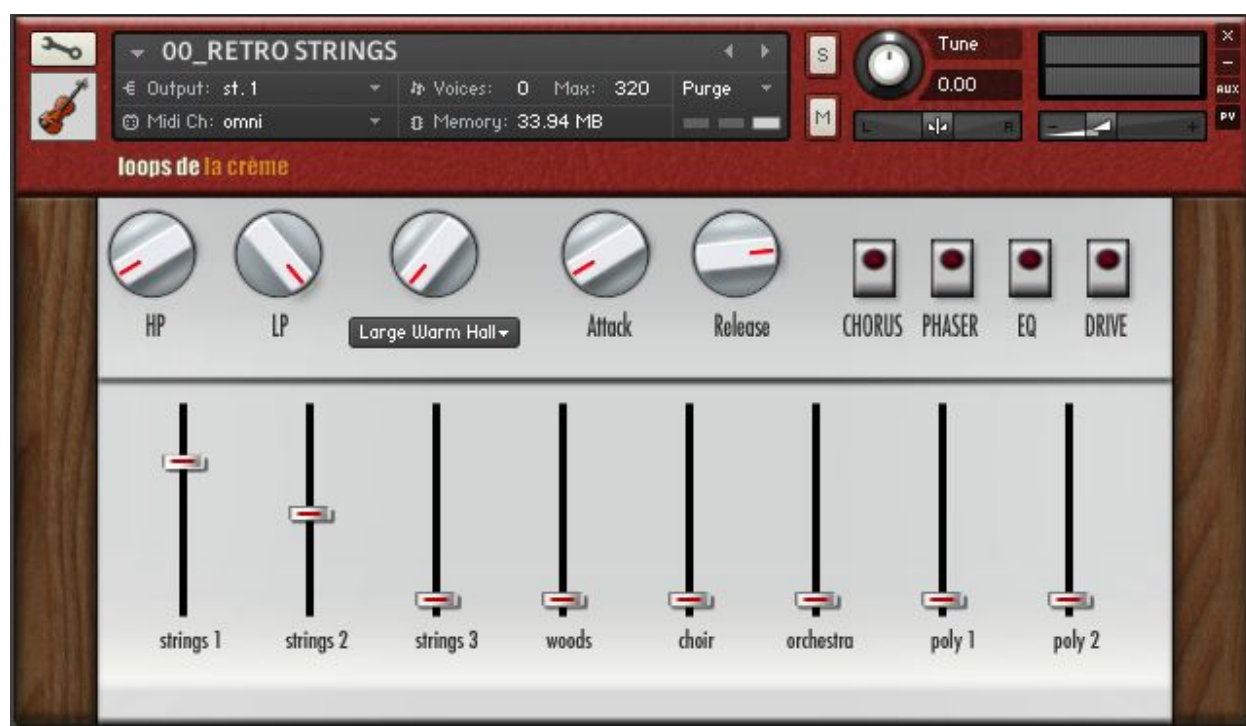 00_RETRO STRINGS
Output: st.1 Voices: 0 Max: 320 Purge
Midi Ch: omni Memory: 33.94 MB
S
M
Tune
0.00
L R
- +
×
-
AUX
PV
loops de la crème
HP LP Large Warm Hall Attack Release CHORUS PHASER EQ DRIVE
strings 1 strings 2 strings 3 woods choir orchestra poly 1 poly 2